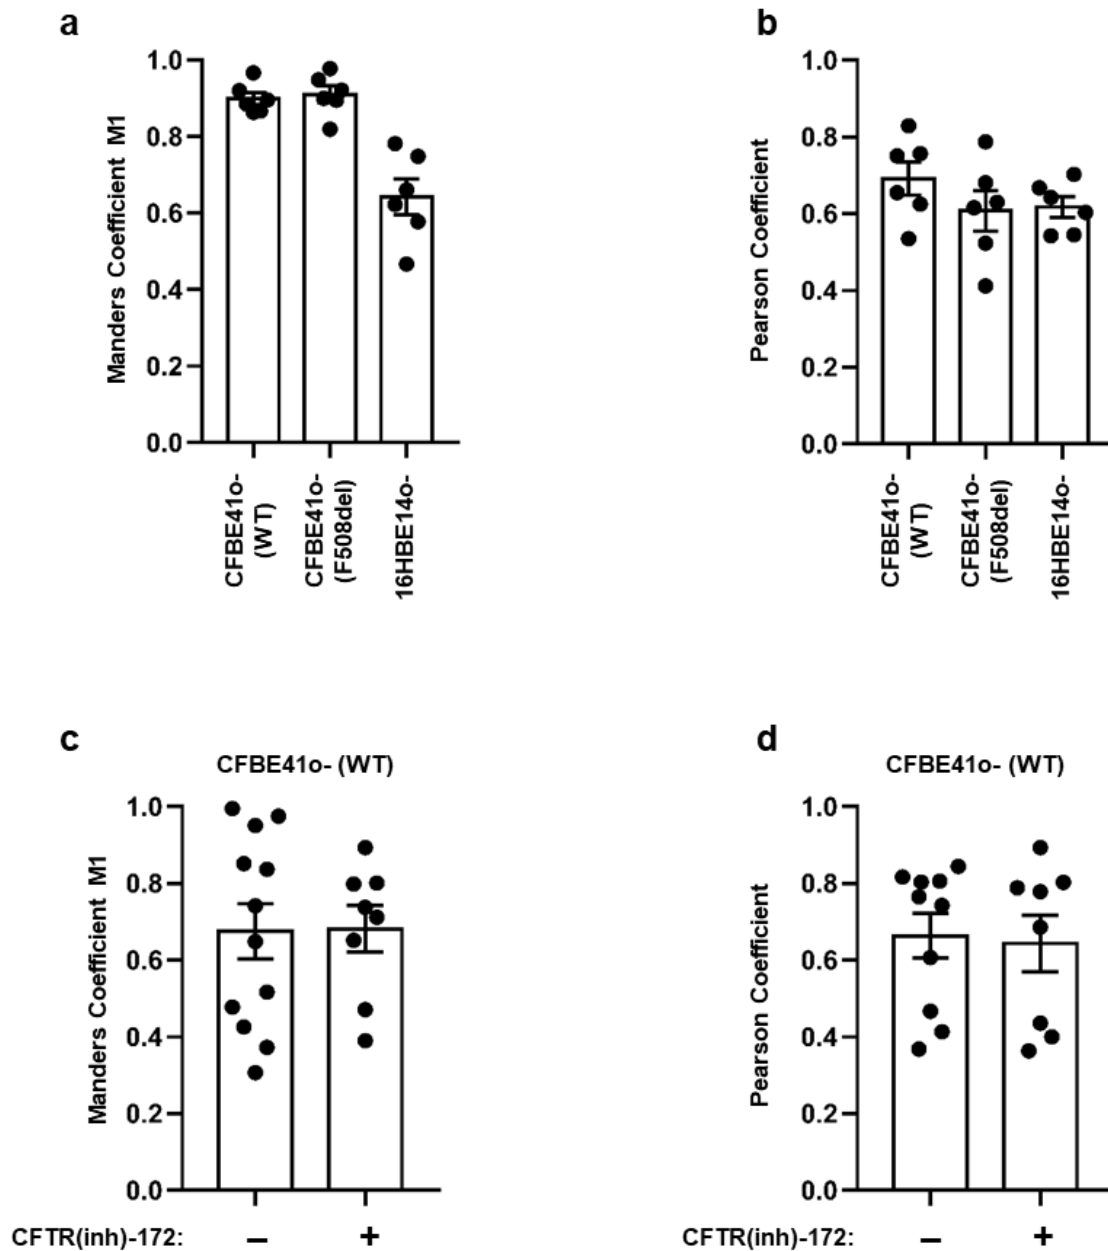 a
1.0
0.8
0.6
0.4
0.2
0.0
Manders Coefficient M1
CFBE41o-
(WT)
CFBE41o-
(F508del)
16HBE14o-
b
1.0
0.8
0.6
0.4
0.2
0.0
Pearson Coefficient
CFBE41o-
(WT)
CFBE41o-
(F508del)
16HBE14o-
c
CFBE41o- (WT)
1.0
0.8
0.6
0.4
0.2
0.0
Manders Coefficient M1
CFTR(inh)-172: – +
d
CFBE41o- (WT)
1.0
0.8
0.6
0.4
0.2
0.0
Pearson Coefficient
CFTR(inh)-172: – +